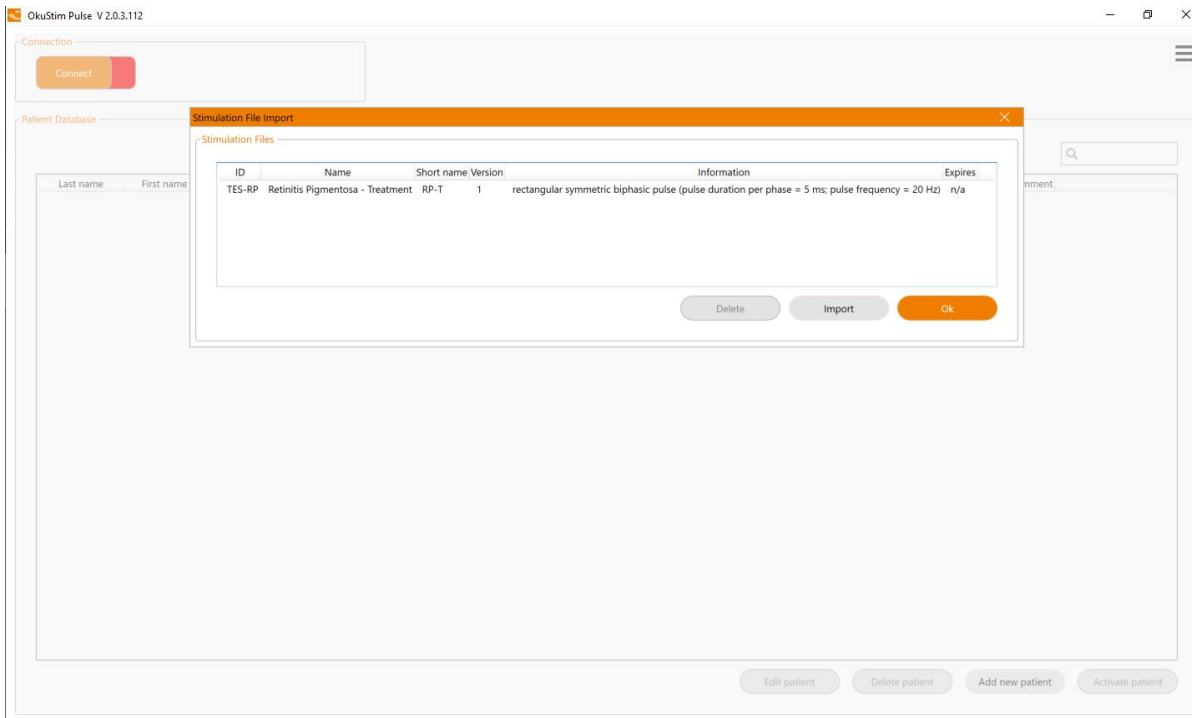 OkuStim Pulse V 2.0.3.112
Connection
Connect
Patient Database
Stimulation File Import
Stimulation Files
ID Name Short name Version Information Expires
TES-RP Retinitis Pigmentosa - Treatment RP-T 1 rectangular symmetric biphasic pulse (pulse duration per phase = 5 ms; pulse frequency = 20 Hz) n/a
Last name First name mment
Delete Import Ok
Edit patient Delete patient Add new patient Activate patient